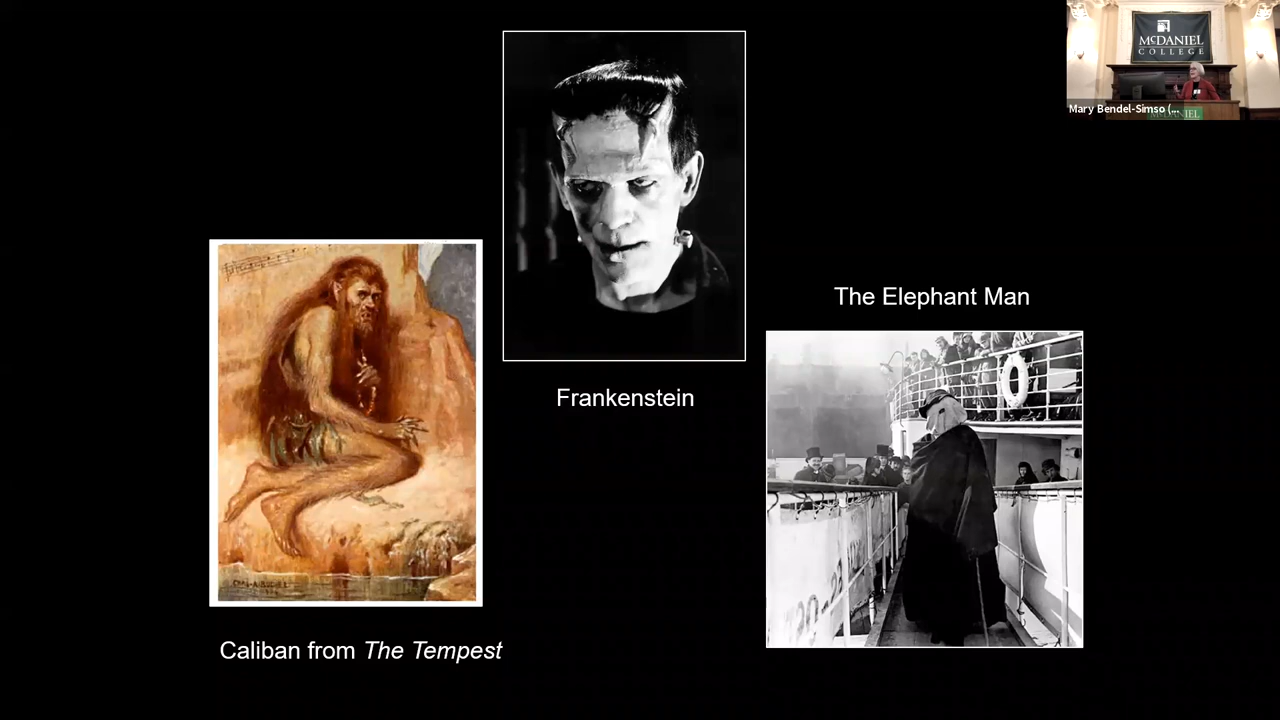 McDANIEL
COLLEGE
Mary Bendel-Simso (...
The Elephant Man
Frankenstein
Caliban from The Tempest